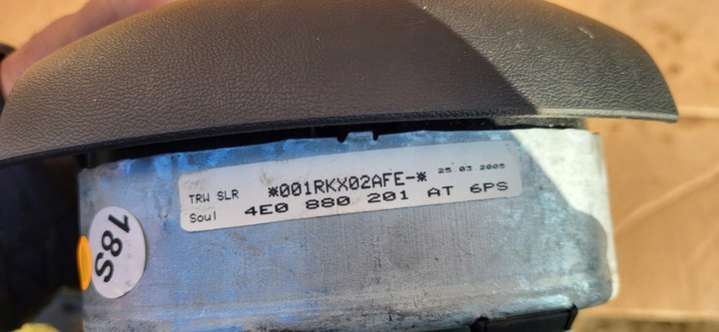 TRW SLR *001RKX02AFE-* 25 03 2005
Soul 4E0 880 201 AT 6PS
18S